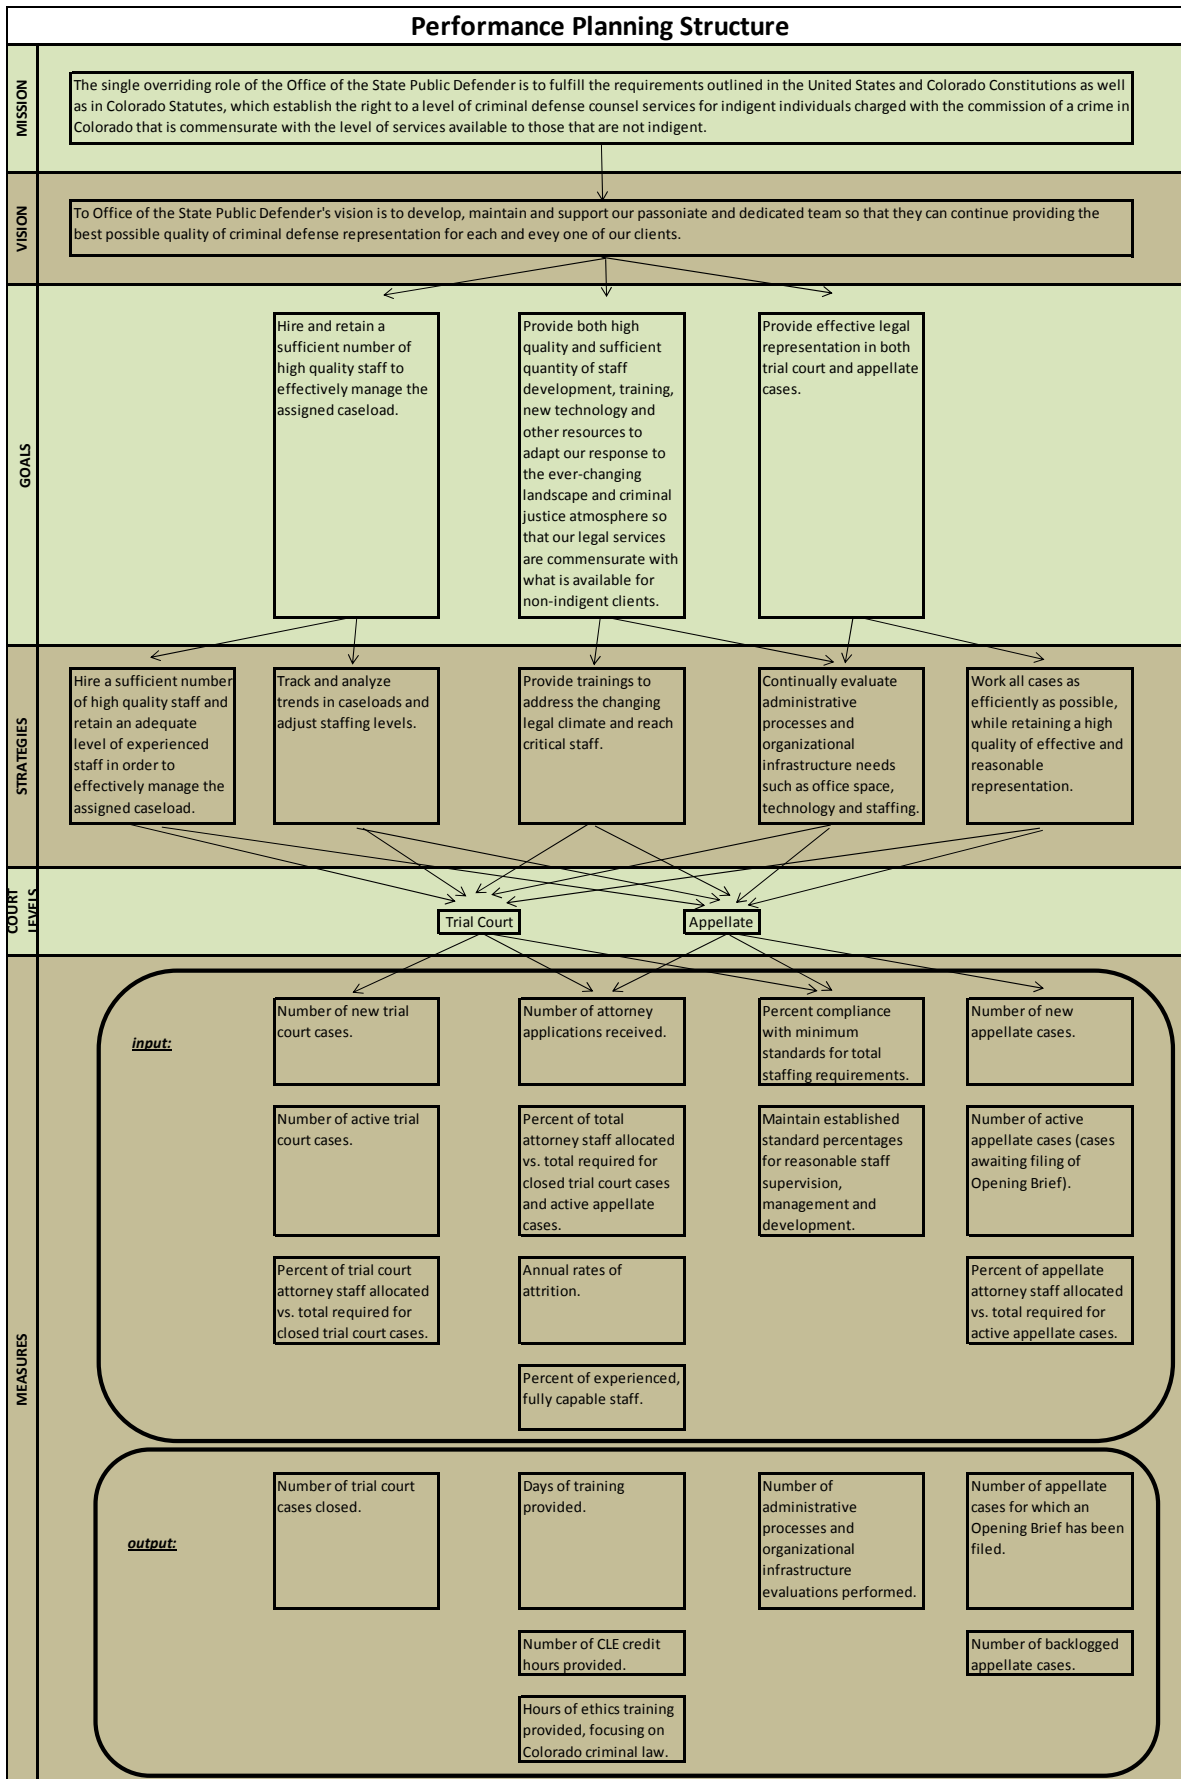 Performance Planning Structure
MISSION
The single overriding role of the Office of the State Public Defender is to fulfill the requirements outlined in the United States and Colorado Constitutions as well
as in Colorado Statutes, which establish the right to a level of criminal defense counsel services for indigent individuals charged with the commission of a crime in
Colorado that is commensurate with the level of services available to those that are not indigent.
VISION
To Office of the State Public Defender's vision is to develop, maintain and support our passoniate and dedicated team so that they can continue providing the
best possible quality of criminal defense representation for each and evey one of our clients.
GOALS
Hire and retain a
sufficient number of
high quality staff to
effectively manage the
assigned caseload.
Provide both high
quality and sufficient
quantity of staff
development, training,
new technology and
other resources to
adapt our response to
the ever-changing
landscape and criminal
justice atmosphere so
that our legal services
are commensurate with
what is available for
non-indigent clients.
Provide effective legal
representation in both
trial court and appellate
cases.
STRATEGIES
Hire a sufficient number
of high quality staff and
retain an adequate
level of experienced
staff in order to
effectively manage the
assigned caseload.
Track and analyze
trends in caseloads and
adjust staffing levels.
Provide trainings to
address the changing
legal climate and reach
critical staff.
Continually evaluate
administrative
processes and
organizational
infrastructure needs
such as office space,
technology and staffing.
Work all cases as
efficiently as possible,
while retaining a high
quality of effective and
reasonable
representation.
COURT
LEVELS
Trial Court
Appellate
MEASURES
input:
Number of new trial
court cases.
Number of attorney
applications received.
Percent compliance
with minimum
standards for total
staffing requirements.
Number of new
appellate cases.
Number of active trial
court cases.
Percent of total
attorney staff allocated
vs. total required for
closed trial court cases
and active appellate
cases.
Maintain established
standard percentages
for reasonable staff
supervision,
management and
development.
Number of active
appellate cases (cases
awaiting filing of
Opening Brief).
Percent of trial court
attorney staff allocated
vs. total required for
closed trial court cases.
Annual rates of
attrition.
Percent of appellate
attorney staff allocated
vs. total required for
active appellate cases.
Percent of experienced,
fully capable staff.
output:
Number of trial court
cases closed.
Days of training
provided.
Number of
administrative
processes and
organizational
infrastructure
evaluations performed.
Number of appellate
cases for which an
Opening Brief has been
filed.
Number of CLE credit
hours provided.
Number of backlogged
appellate cases.
Hours of ethics training
provided, focusing on
Colorado criminal law.